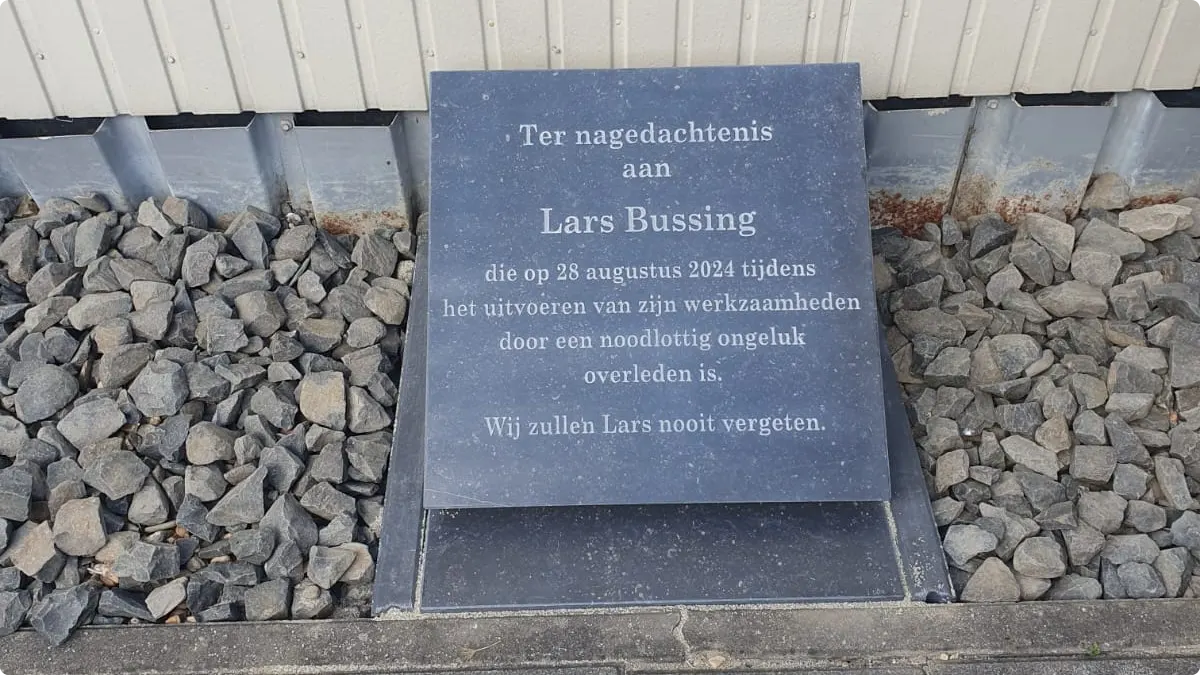 Ter nagedachtenis
aan
Lars Bussing
die op 28 augustus 2024 tijdens
het uitvoeren van zijn werkzaamheden
door een noodlottig ongeluk
overleden is.
Wij zullen Lars nooit vergeten.